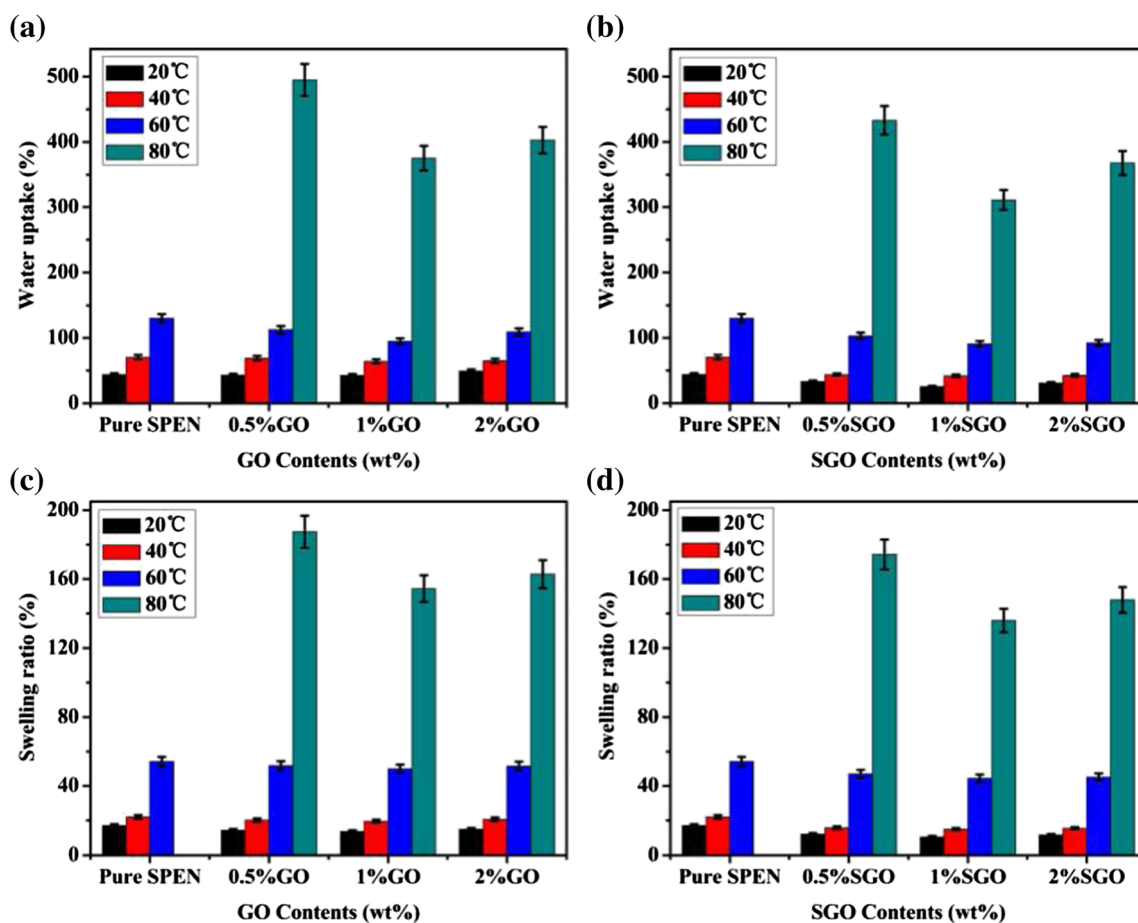 (a)
500
400
300
200
100
0
Water uptake (%)
20℃
40℃
60℃
80℃
Pure SPEN 0.5%GO 1%GO 2%GO
GO Contents (wt%)
(b)
500
400
300
200
100
0
Water uptake (%)
20℃
40℃
60℃
80℃
Pure SPEN 0.5%SGO 1%SGO 2%SGO
SGO Contents (wt%)
(c)
200
160
120
80
40
0
Swelling ratio (%)
20℃
40℃
60℃
80℃
Pure SPEN 0.5%GO 1%GO 2%GO
GO Contents (wt%)
(d)
200
160
120
80
40
0
Swelling ratio (%)
20℃
40℃
60℃
80℃
Pure SPEN 0.5%SGO 1%SGO 2%SGO
SGO Contents (wt%)